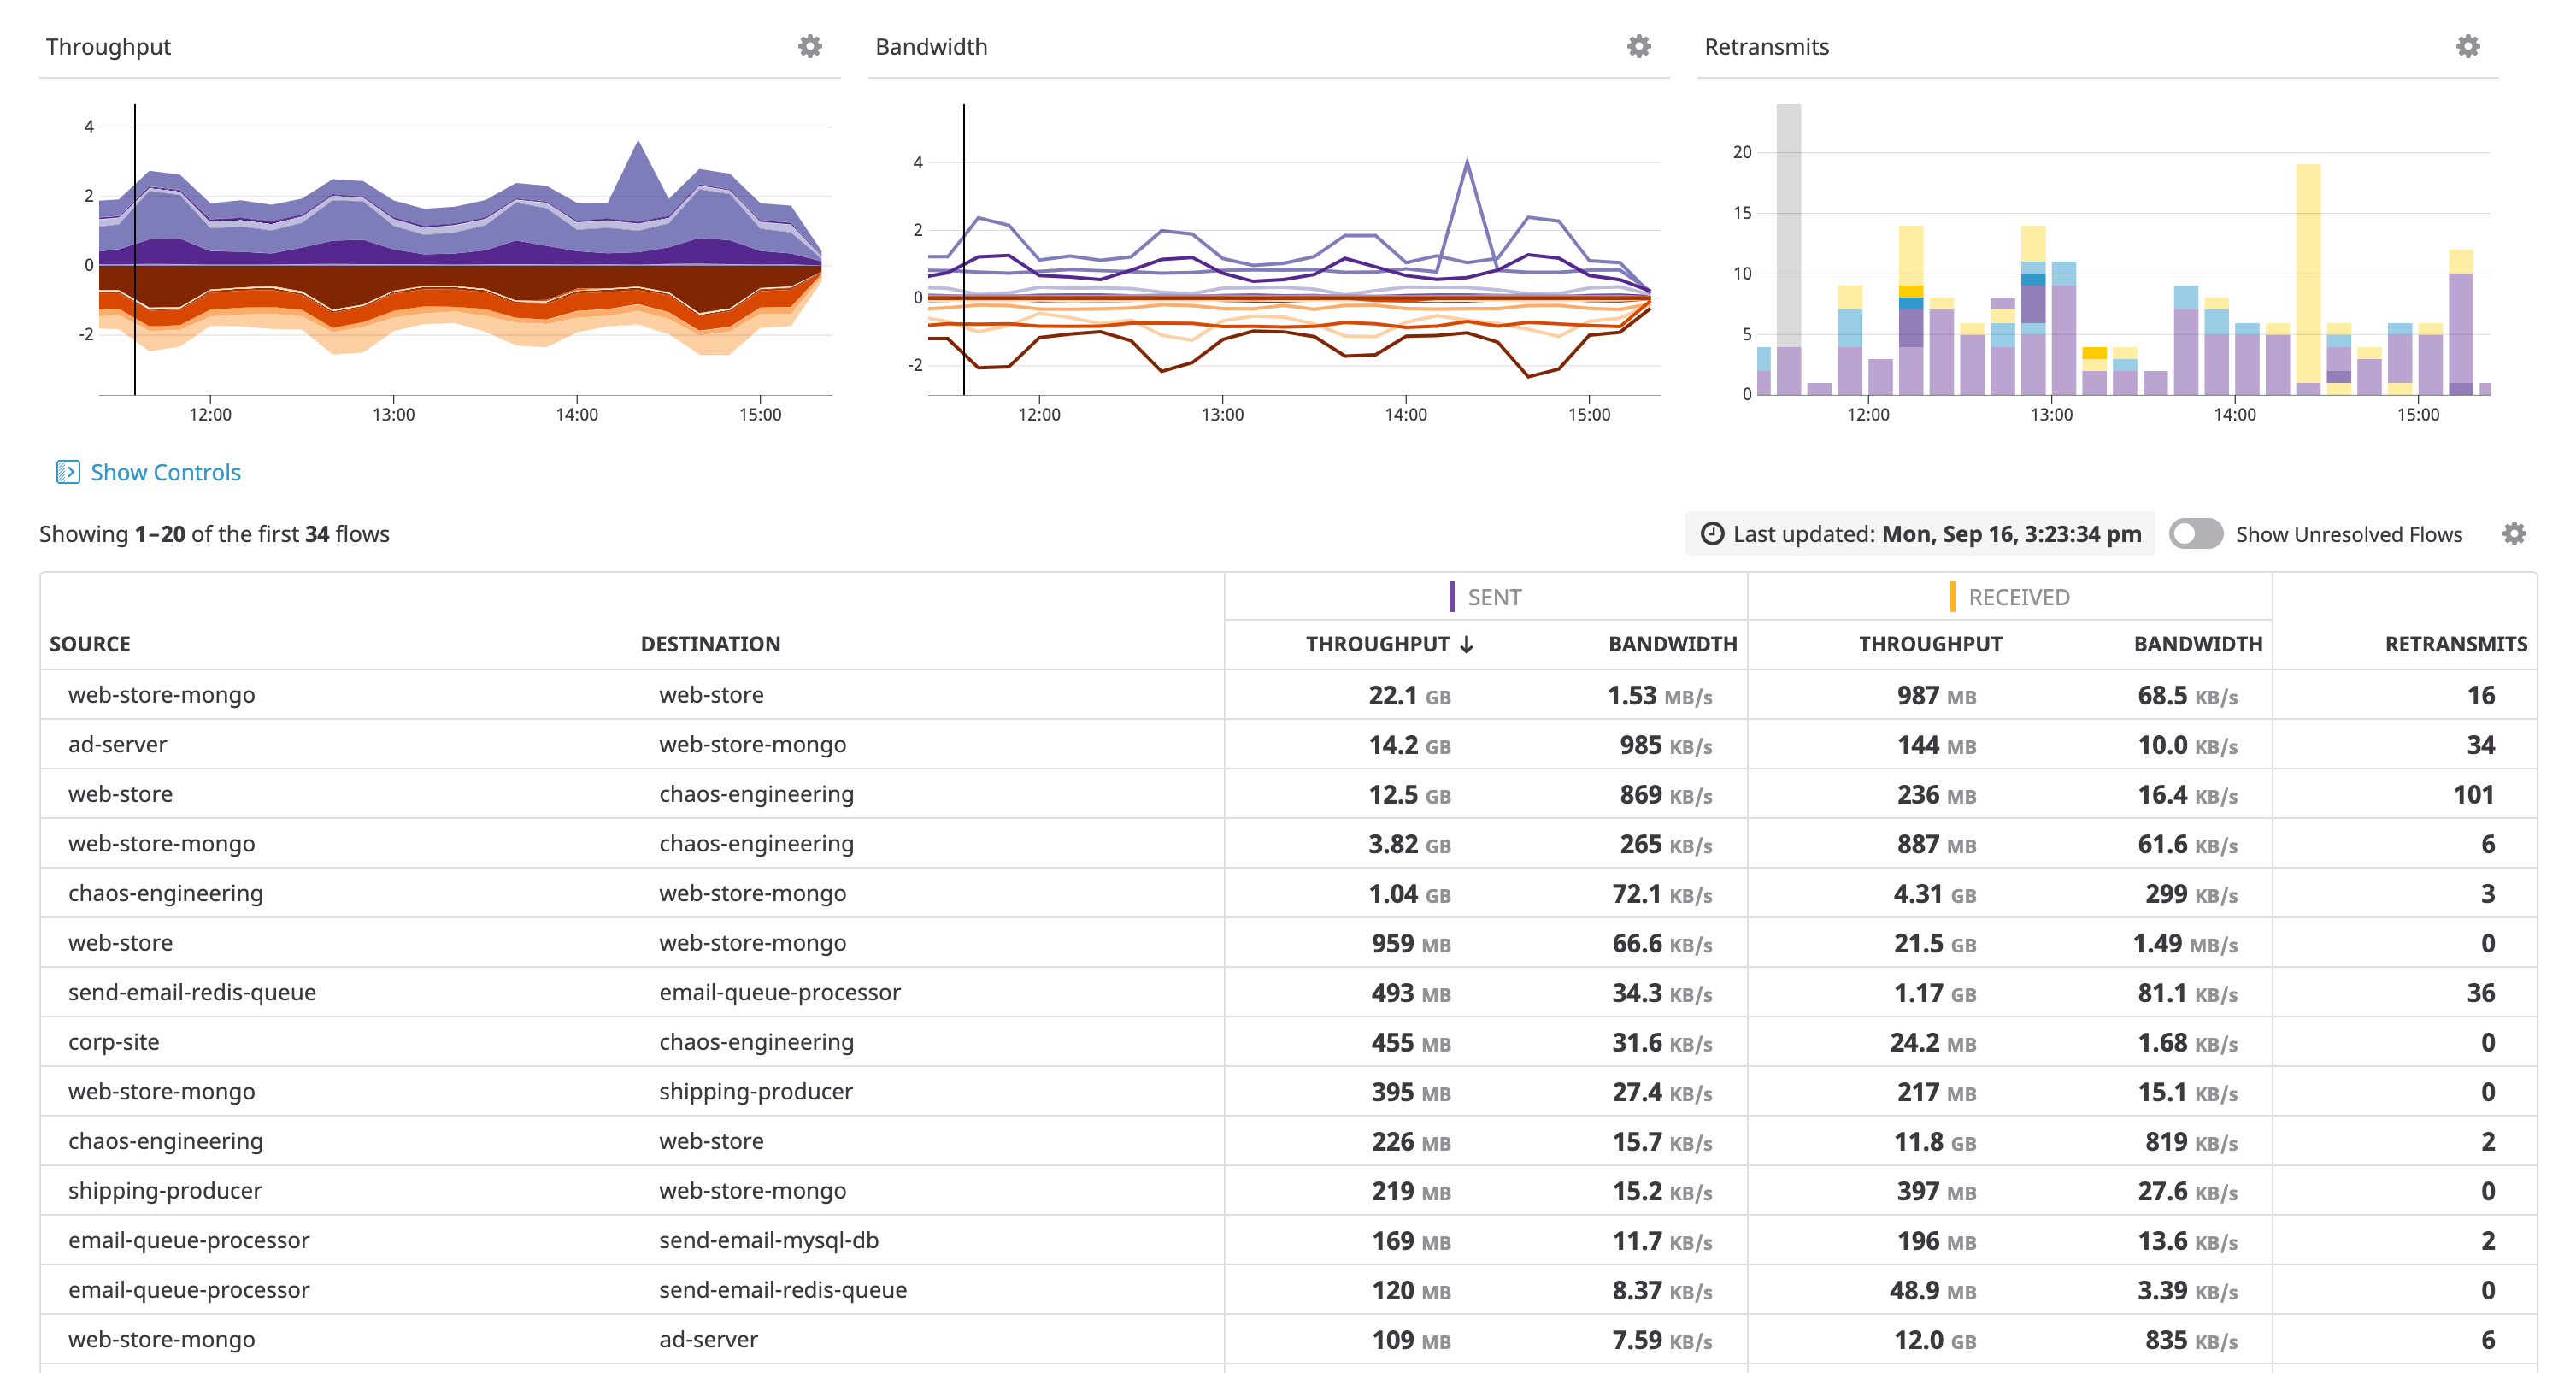 Throughput
4
2
0
-2
12:00 13:00 14:00 15:00
Bandwidth
4
2
0
-2
12:00 13:00 14:00 15:00
Retransmits
20
15
10
5
0
12:00 13:00 14:00 15:00
Show Controls
Showing 1–20 of the first 34 flows
Last updated: Mon, Sep 16, 3:23:34 pm Show Unresolved Flows
SENT RECEIVED
SOURCE DESTINATION THROUGHPUT ↓ BANDWIDTH THROUGHPUT BANDWIDTH RETRANSMITS
web-store-mongo web-store 22.1 GB 1.53 MB/s 987 MB 68.5 KB/s 16
ad-server web-store-mongo 14.2 GB 985 KB/s 144 MB 10.0 KB/s 34
web-store chaos-engineering 12.5 GB 869 KB/s 236 MB 16.4 KB/s 101
web-store-mongo chaos-engineering 3.82 GB 265 KB/s 887 MB 61.6 KB/s 6
chaos-engineering web-store-mongo 1.04 GB 72.1 KB/s 4.31 GB 299 KB/s 3
web-store web-store-mongo 959 MB 66.6 KB/s 21.5 GB 1.49 MB/s 0
send-email-redis-queue email-queue-processor 493 MB 34.3 KB/s 1.17 GB 81.1 KB/s 36
corp-site chaos-engineering 455 MB 31.6 KB/s 24.2 MB 1.68 KB/s 0
web-store-mongo shipping-producer 395 MB 27.4 KB/s 217 MB 15.1 KB/s 0
chaos-engineering web-store 226 MB 15.7 KB/s 11.8 GB 819 KB/s 2
shipping-producer web-store-mongo 219 MB 15.2 KB/s 397 MB 27.6 KB/s 0
email-queue-processor send-email-mysql-db 169 MB 11.7 KB/s 196 MB 13.6 KB/s 2
email-queue-processor send-email-redis-queue 120 MB 8.37 KB/s 48.9 MB 3.39 KB/s 0
web-store-mongo ad-server 109 MB 7.59 KB/s 12.0 GB 835 KB/s 6